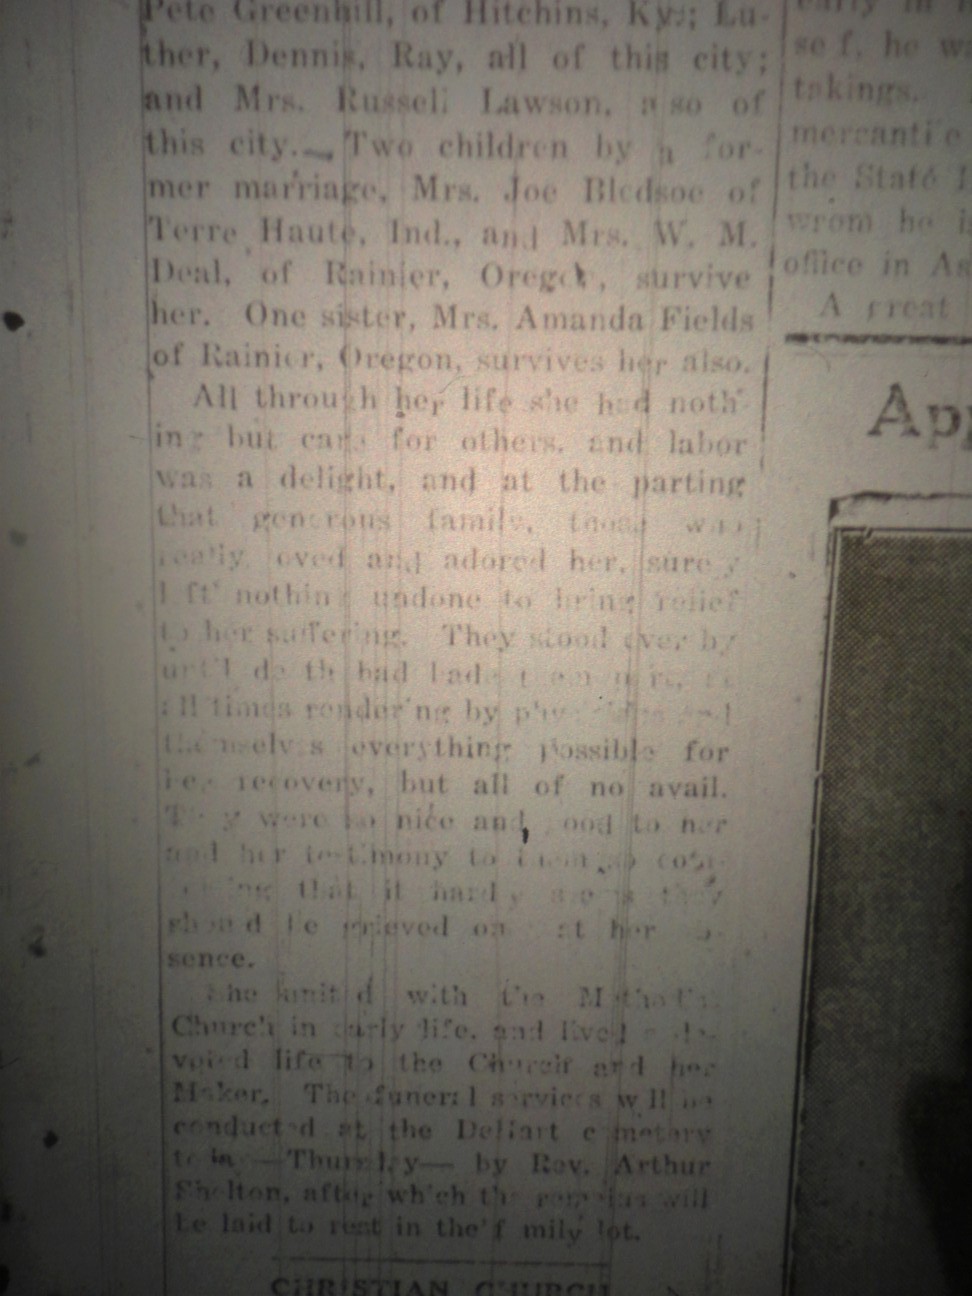 Pete Greenhill, of Hitchins, Ky.; Lu-
ther, Dennis, Ray, all of this city;
and Mrs. Russell Lawson, also of
this city. Two children by a for-
mer marriage, Mrs. Joe Bledsoe of
Terre Haute, Ind., and Mrs. W. M.
Deal, of Rainier, Oregon, survive
her. One sister, Mrs. Amanda Fields
of Rainier, Oregon, survives her also.
All through her life she had noth-
ing but care for others, and labor
was a delight, and at the parting
that generous family, those who
really loved and adored her, surely
left nothing undone to bring relief
to her suffering. They stood ever by
until death had bade
all times rendering by physicians and
themselves everything possible for
her recovery, but all of no avail.
They were so nice and good to her
and her testimony to them so
that it hardly seems they
should be grieved at her
sence.
She united with the Methodist
Church in early life, and lived a de-
voted life to the Church and her
Maker. The funeral services will be
conducted at the DeHart cemetery
Thursday— by Rev. Arthur
Shelton, after which the remains will
be laid to rest in the family lot.
CHRISTIAN CHURCH
early in
self, he
takings.
mercantile
the State
wrom he
office in As
A great
App